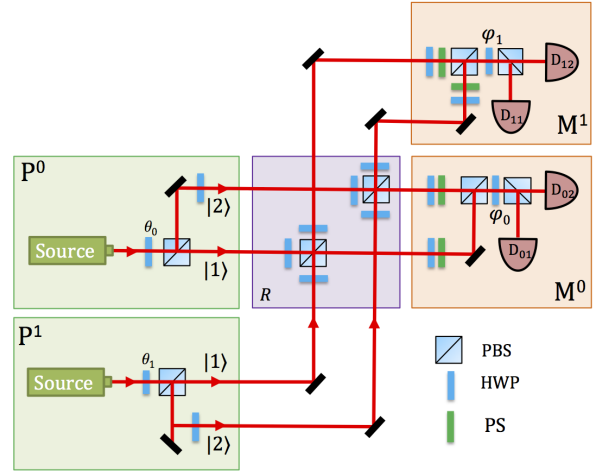 φ₁
D₁₂
D₁₁
M¹
P⁰
|2⟩
θ₀
Source
|1⟩
R
D₀₂
φ₀
D₀₁
M⁰
P¹
θ₁
|1⟩
Source
|2⟩
PBS
HWP
PS